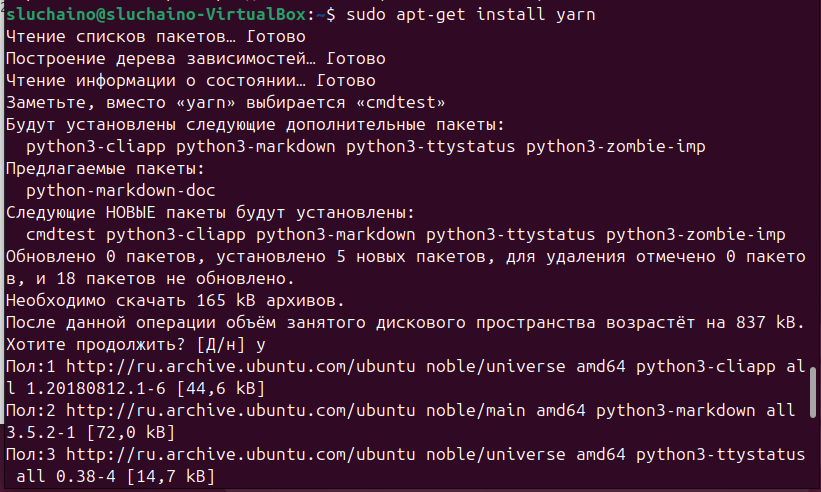 sluchaino@sluchaino-VirtualBox:~$ sudo apt-get install yarn
Чтение списков пакетов… Готово
Построение дерева зависимостей… Готово
Чтение информации о состоянии… Готово
Заметьте, вместо «yarn» выбирается «cmdtest»
Будут установлены следующие дополнительные пакеты:
  python3-cliapp python3-markdown python3-ttystatus python3-zombie-imp
Предлагаемые пакеты:
  python-markdown-doc
Следующие НОВЫЕ пакеты будут установлены:
  cmdtest python3-cliapp python3-markdown python3-ttystatus python3-zombie-imp
Обновлено 0 пакетов, установлено 5 новых пакетов, для удаления отмечено 0 пакето
в, и 18 пакетов не обновлено.
Необходимо скачать 165 kB архивов.
После данной операции объём занятого дискового пространства возрастёт на 837 kB.
Хотите продолжить? [Д/н] y
Пол:1 http://ru.archive.ubuntu.com/ubuntu noble/universe amd64 python3-cliapp al
l 1.20180812.1-6 [44,6 kB]
Пол:2 http://ru.archive.ubuntu.com/ubuntu noble/main amd64 python3-markdown all
3.5.2-1 [72,0 kB]
Пол:3 http://ru.archive.ubuntu.com/ubuntu noble/universe amd64 python3-ttystatus
 all 0.38-4 [14,7 kB]